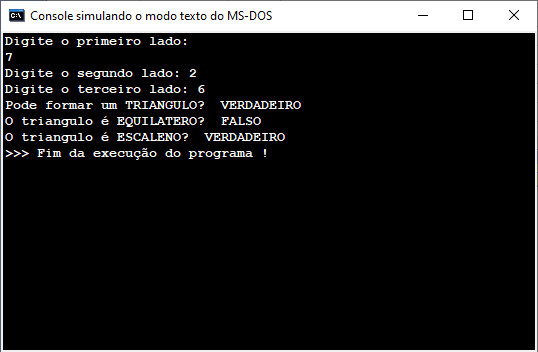 Console simulando o modo texto do MS-DOS
Digite o primeiro lado:
7
Digite o segundo lado: 2
Digite o terceiro lado: 6
Pode formar um TRIANGULO?  VERDADEIRO
O triangulo é EQUILATERO?  FALSO
O triangulo é ESCALENO?  VERDADEIRO
>>> Fim da execução do programa !